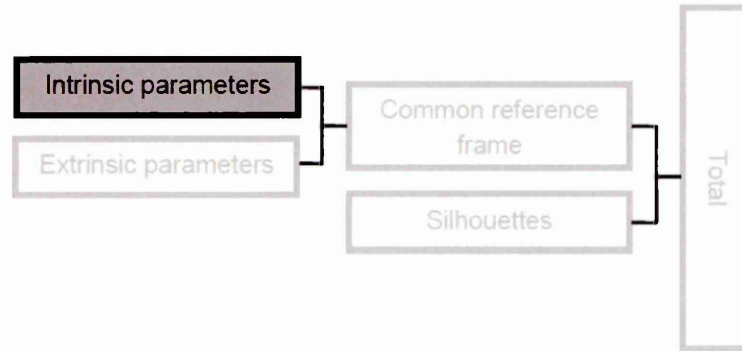 Intrinsic parameters
Extrinsic parameters
Common reference
frame
Silhouettes
Total